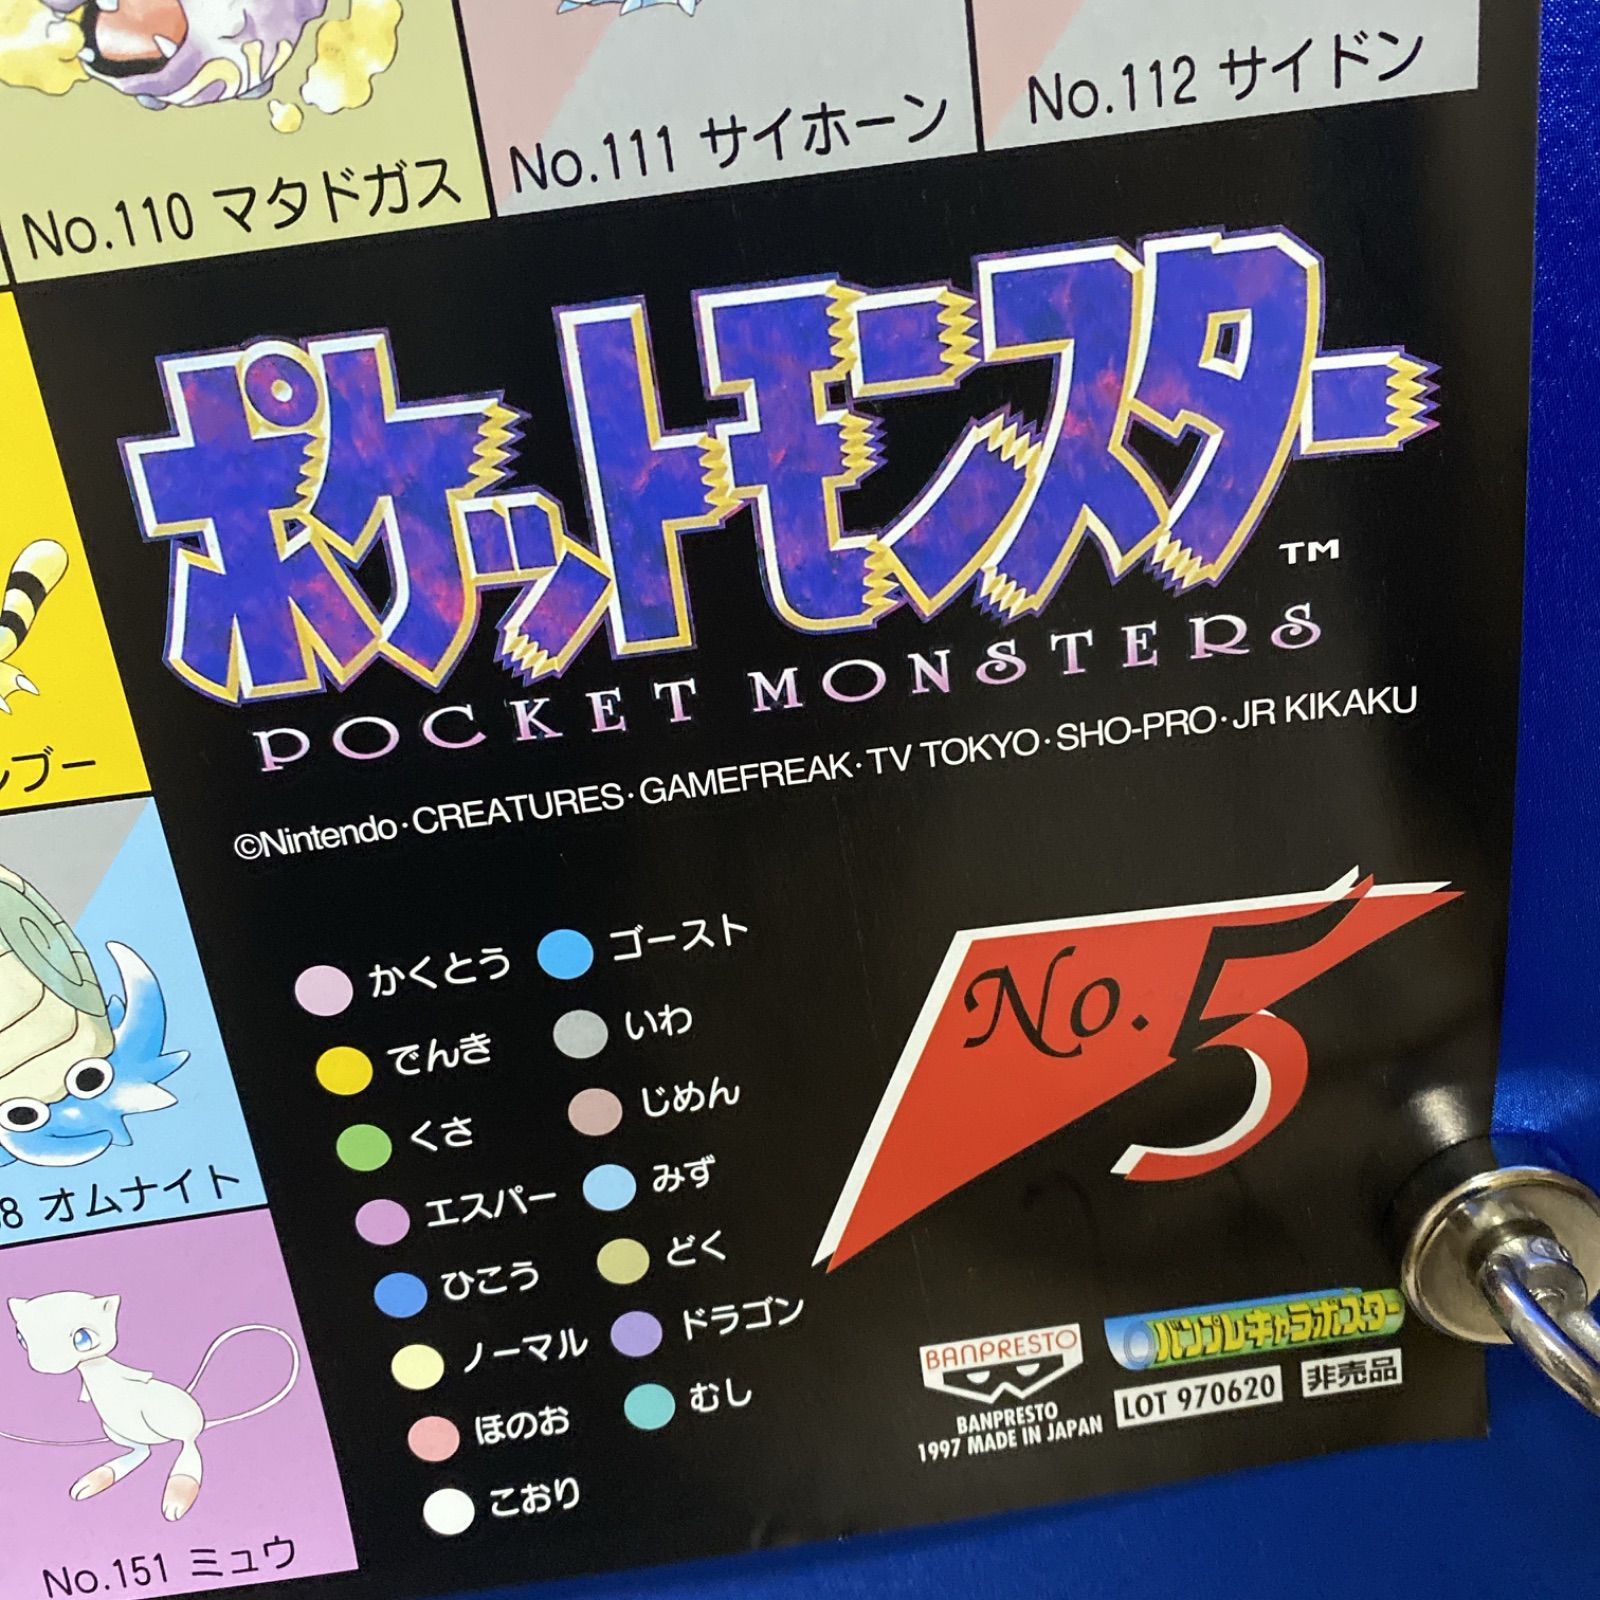 No.110 マタドガス
No.111 サイホーン
No.112 サイドン
ポケットモンスター
TM
POCKET MONSTERS
©Nintendo・CREATURES・GAMEFREAK・TV TOKYO・SHO-PRO・JR KIKAKU
ブー
8 オムナイト
No.151 ミュウ
かくとう
でんき
くさ
エスパー
ひこう
ノーマル
ほのお
こおり
ゴースト
いわ
じめん
みず
どく
ドラゴン
むし
No.5
BANPRESTO
BANPRESTO
1997 MADE IN JAPAN
バンプレキャラポスター
LOT 970620
非売品